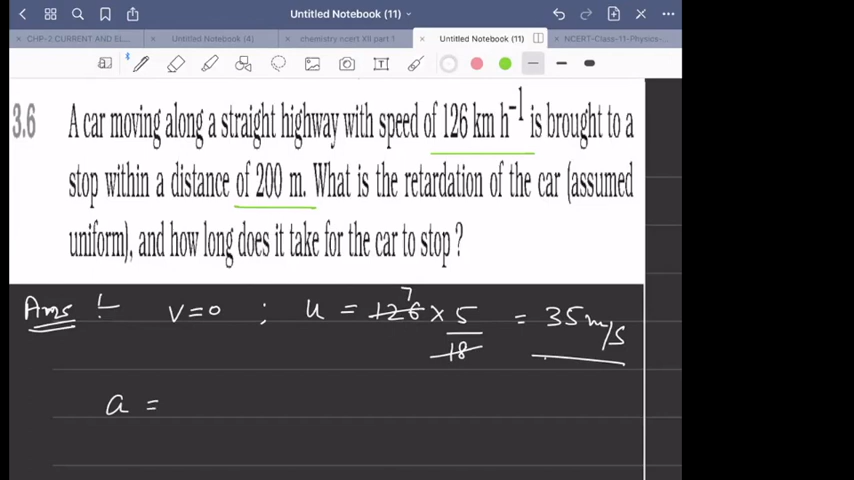 Untitled Notebook (11)
CHP-2 CURRENT AND EL...
Untitled Notebook (4)
chemistry ncert XII part 1
Untitled Notebook (11)
NCERT-Class-11-Physics-...
3.6 A car moving along a straight highway with speed of 126 km h⁻¹ is brought to a
stop within a distance of 200 m. What is the retardation of the car (assumed
uniform), and how long does it take for the car to stop ?
Ans :- v=0 ; u = 126 7 × 5/18 = 35 m/s
a =